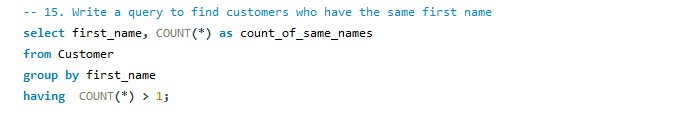 -- 15. Write a query to find customers who have the same first name
select first_name, COUNT(*) as count_of_same_names
from Customer
group by first_name
having  COUNT(*) > 1;